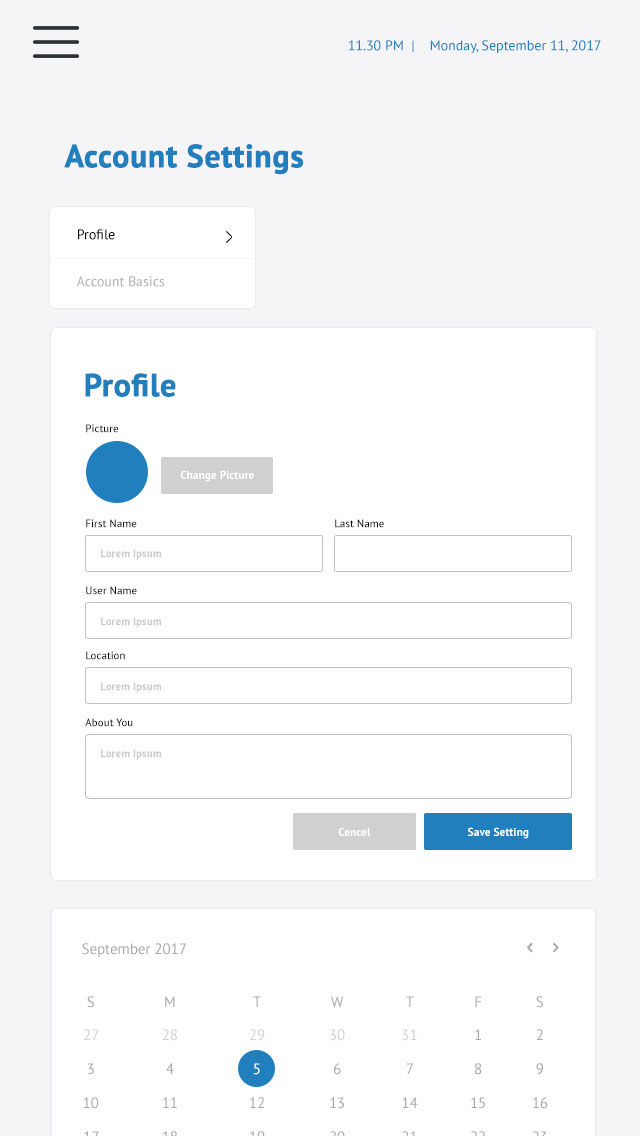 11.30 PM | Monday, September 11, 2017
Account Settings
Profile
Account Basics
Profile
Picture
Change Picture
First Name Last Name
Lorem Ipsum
User Name
Lorem Ipsum
Location
Lorem Ipsum
About You
Lorem Ipsum
Cencel Save Setting
September 2017
S M T W T F S
27 28 29 30 31 1 2
3 4 5 6 7 8 9
10 11 12 13 14 15 16
17 18 19 20 21 22 23